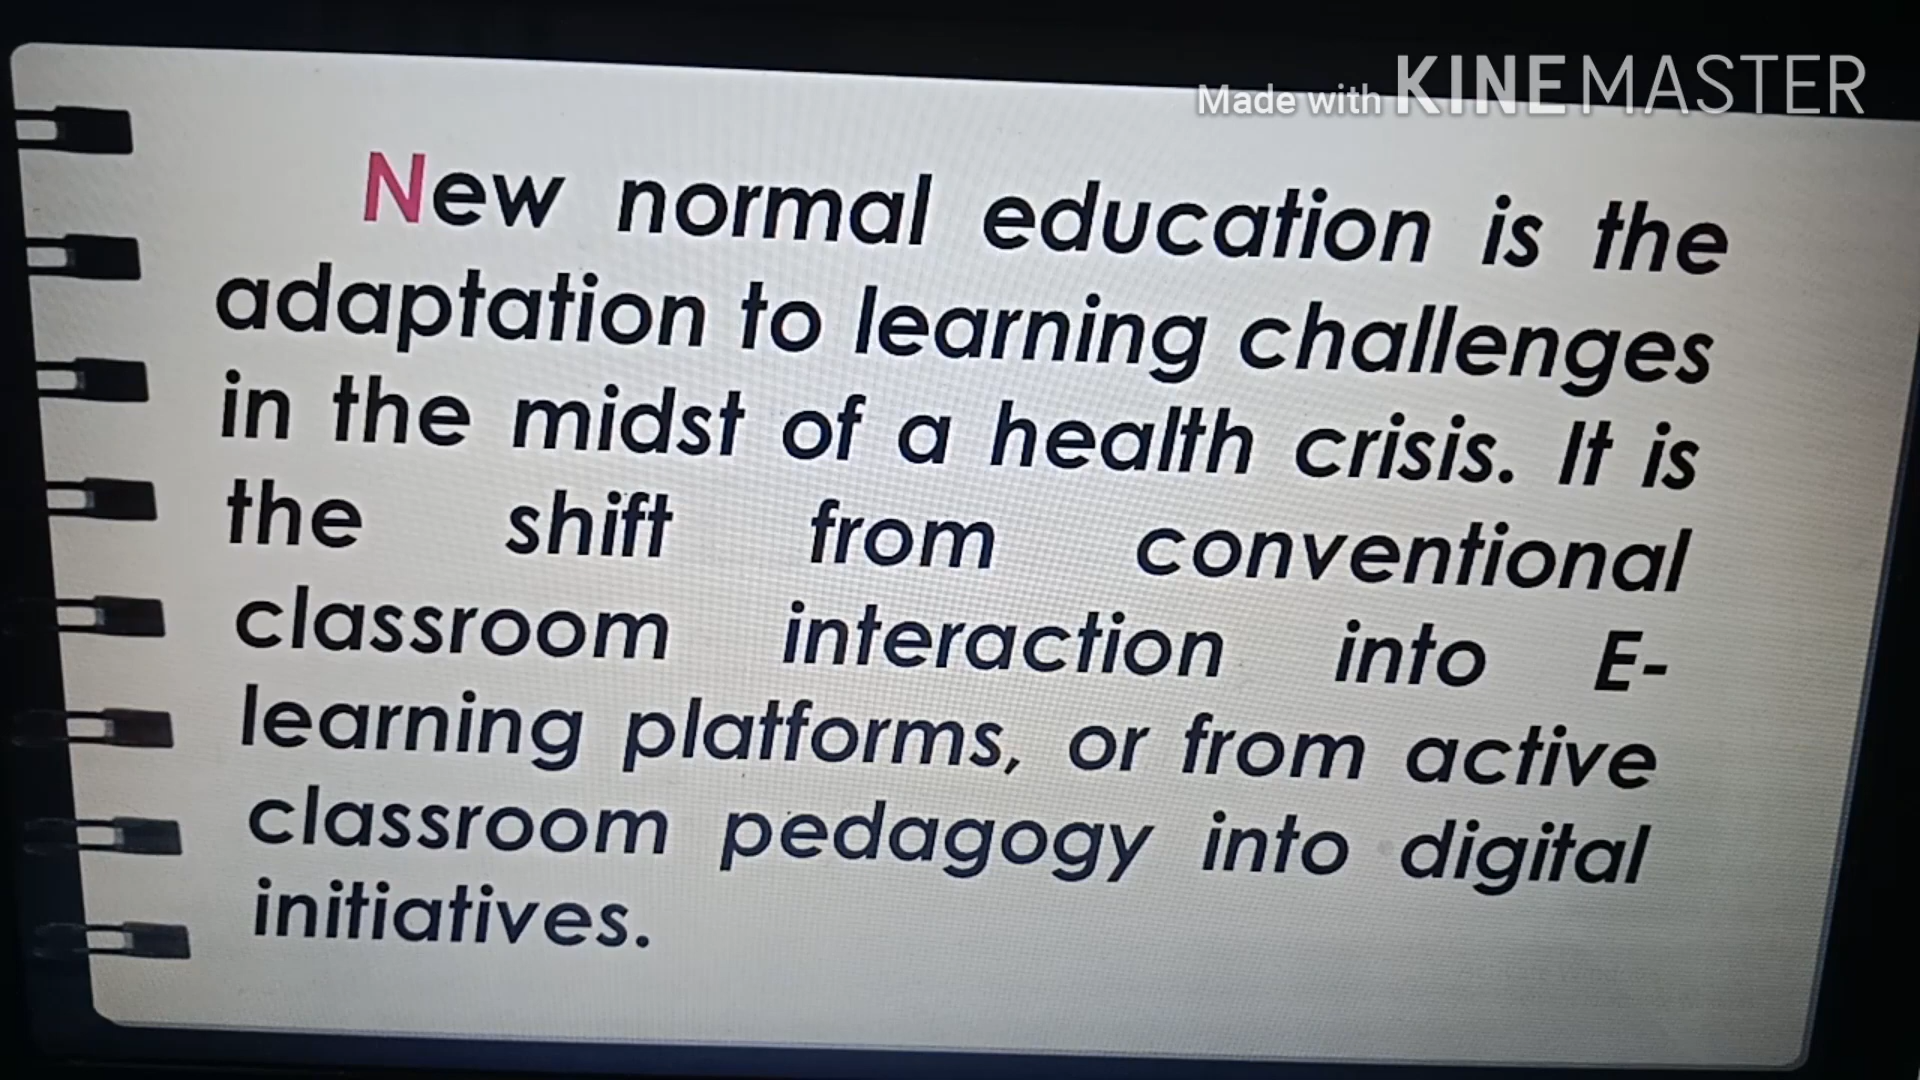 Made with KINEMASTER
New normal education is the
adaptation to learning challenges
in the midst of a health crisis. It is
the shift from conventional
classroom interaction into E-
learning platforms, or from active
classroom pedagogy into digital
initiatives.